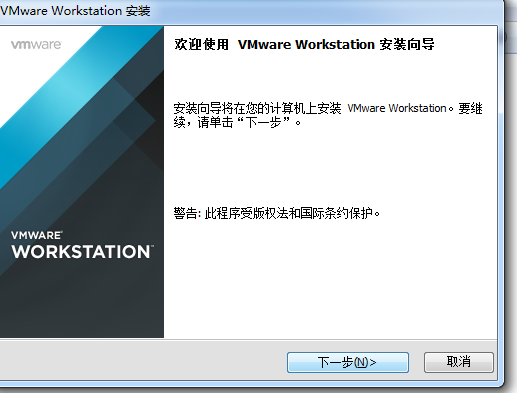 VMware Workstation 安装
vmware
欢迎使用 VMware Workstation 安装向导
安装向导将在您的计算机上安装 VMware Workstation。要继
续，请单击“下一步”。
警告: 此程序受版权法和国际条约保护。
VMWARE®
WORKSTATION™
下一步(N)>
取消